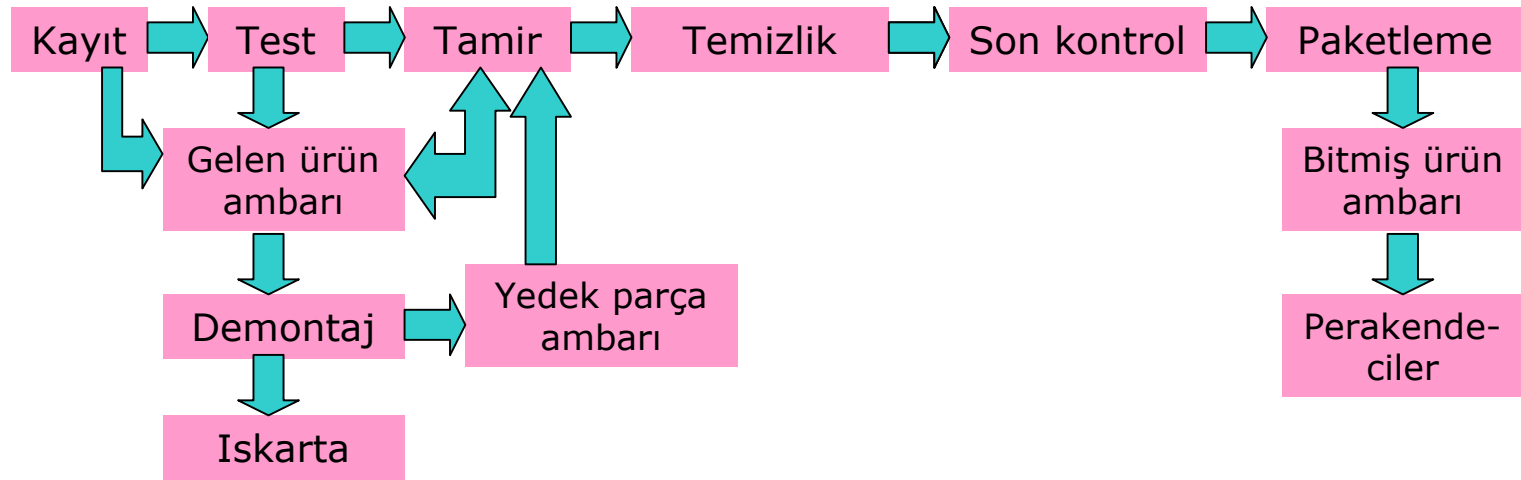 Kayıt
Test
Tamir
Temizlik
Son kontrol
Paketleme
Gelen ürün
ambarı
Bitmiş ürün
ambarı
Demontaj
Yedek parça
ambarı
Perakende-
ciler
Iskarta